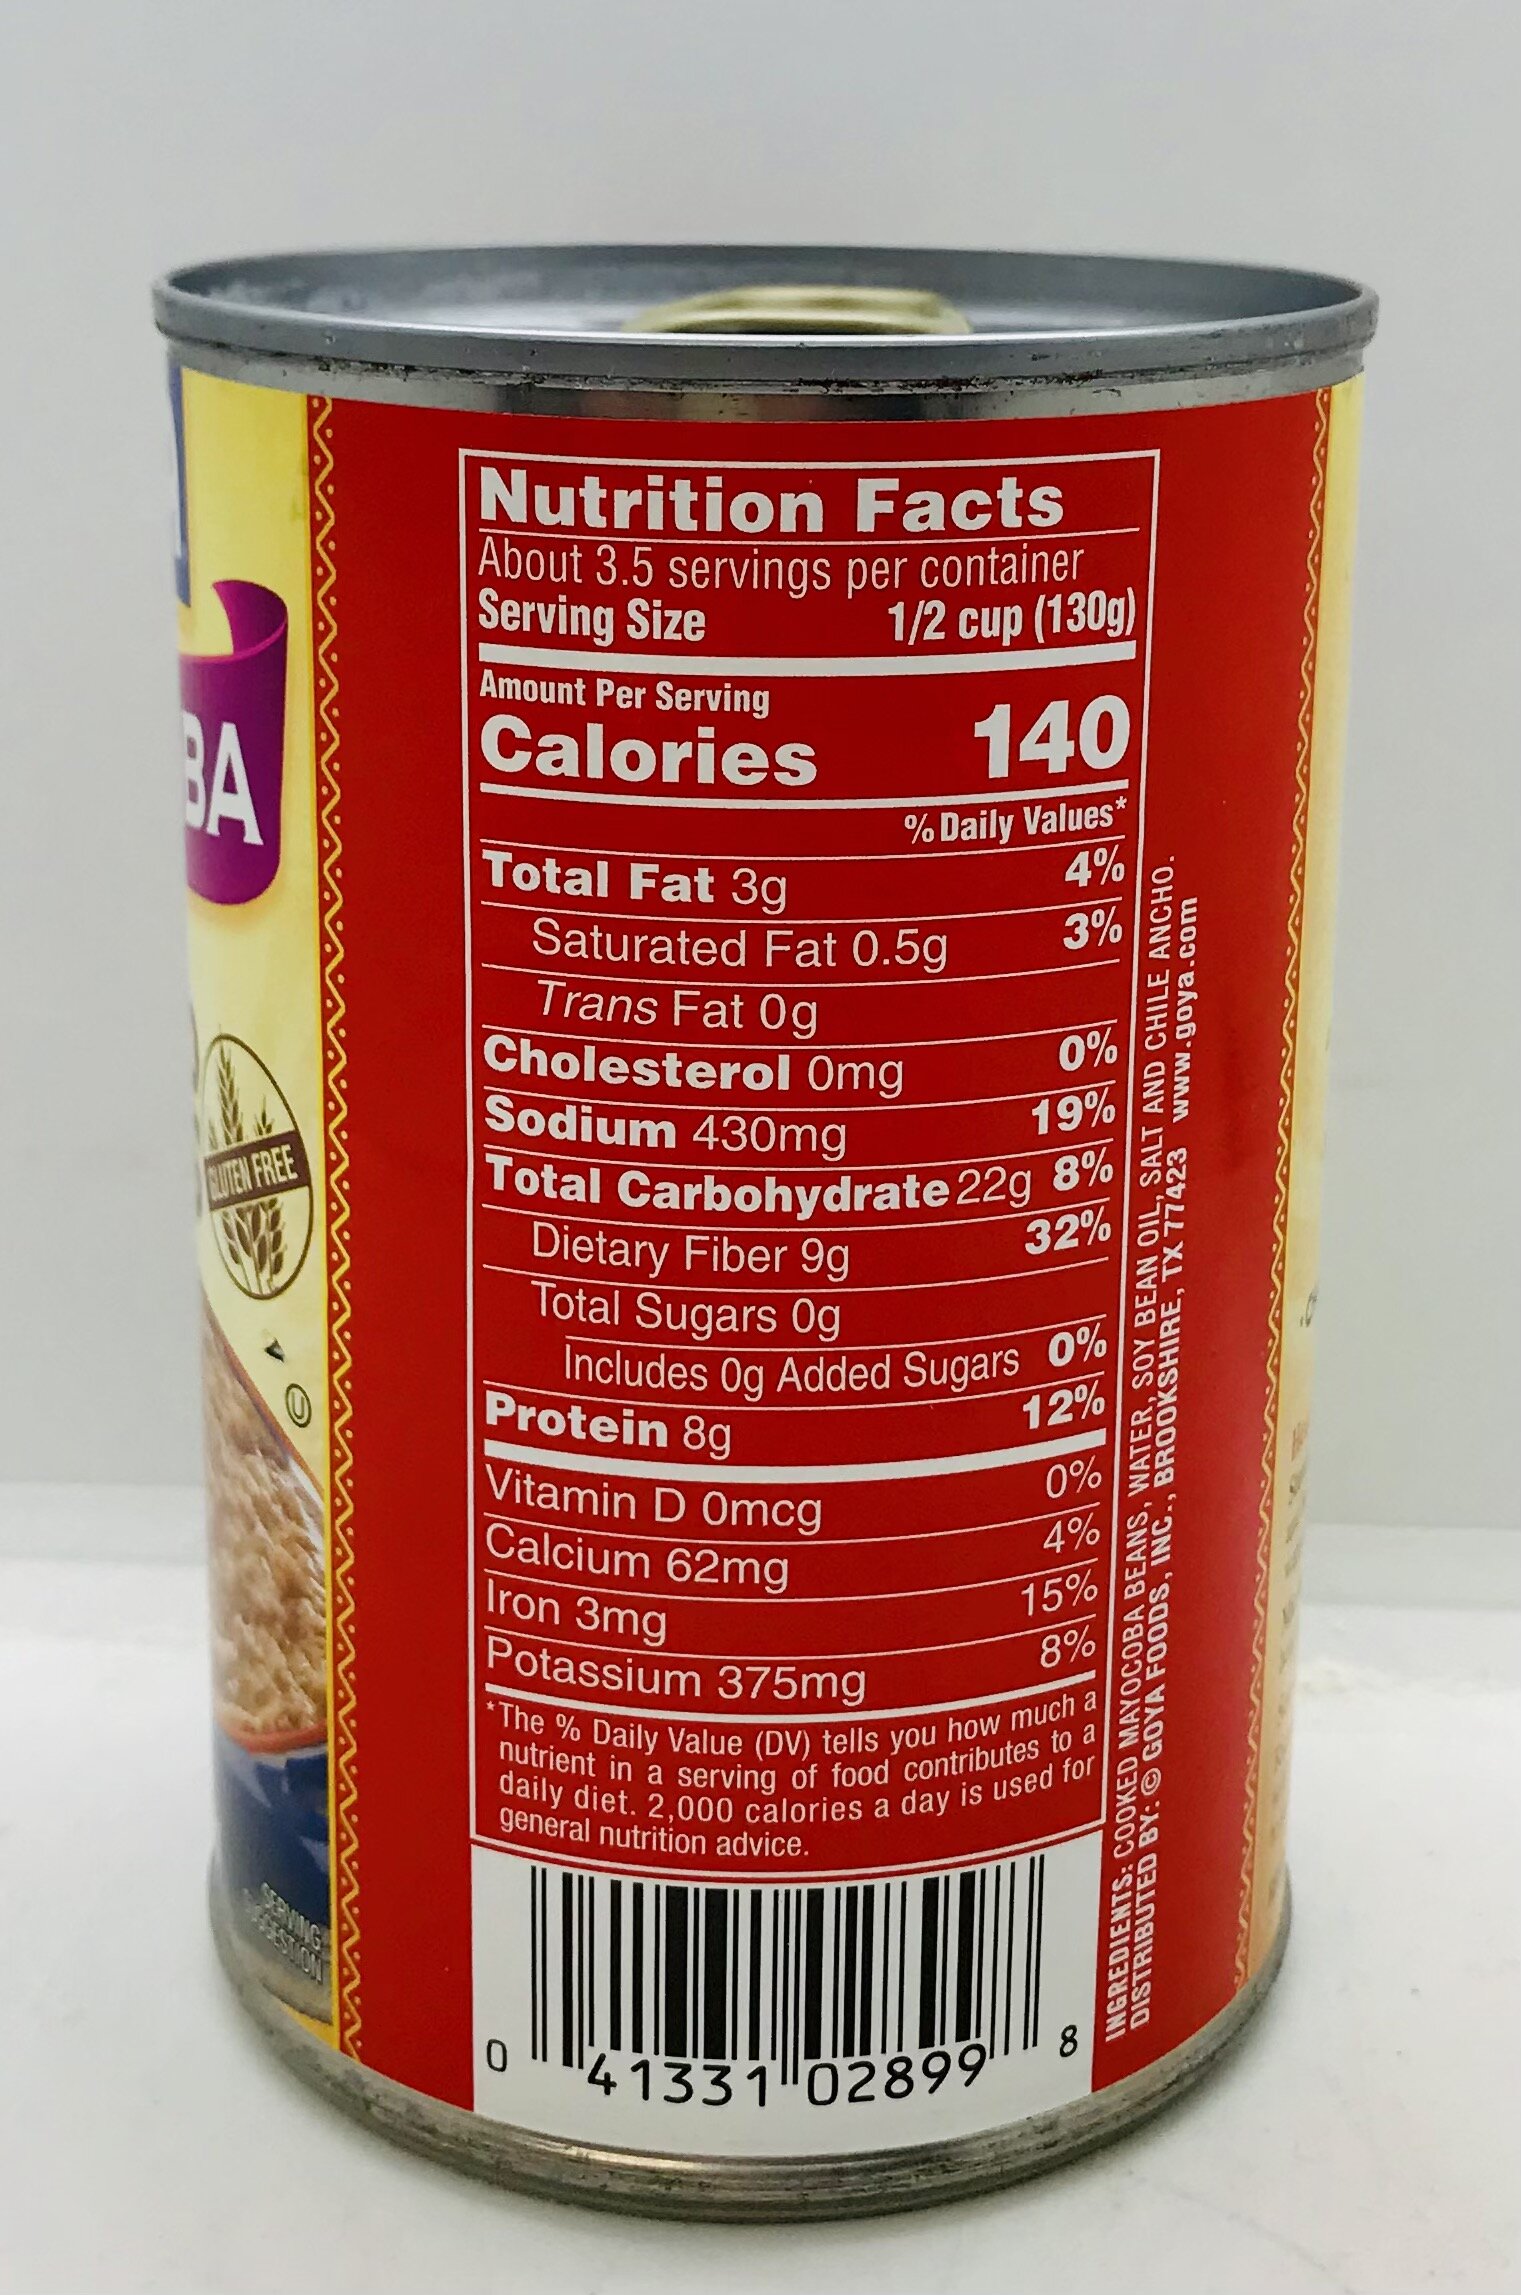 BA
GLUTEN FREE
U
SERVING
SUGGESTION
Nutrition Facts
About 3.5 servings per container
Serving Size 1/2 cup (130g)
Amount Per Serving
Calories 140
% Daily Values*
Total Fat 3g 4%
Saturated Fat 0.5g 3%
Trans Fat 0g
Cholesterol 0mg 0%
Sodium 430mg 19%
Total Carbohydrate 22g 8%
Dietary Fiber 9g 32%
Total Sugars 0g
Includes 0g Added Sugars 0%
Protein 8g 12%
Vitamin D 0mcg 0%
Calcium 62mg 4%
Iron 3mg 15%
Potassium 375mg 8%
*The % Daily Value (DV) tells you how much a
nutrient in a serving of food contributes to a
daily diet. 2,000 calories a day is used for
general nutrition advice.
0 41331 02899 8
INGREDIENTS: COOKED MAYOCOBA BEANS, WATER, SOY BEAN OIL, SALT AND CHILE ANCHO.
DISTRIBUTED BY: © GOYA FOODS, INC., BROOKSHIRE, TX 77423 www.goya.com